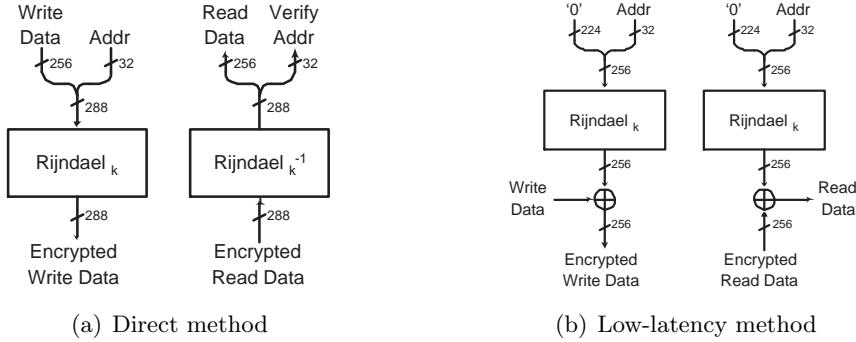 Write Data
Addr
256
32
288
Rijndael k
288
Encrypted Write Data
Read Data
Verify Addr
256
32
288
Rijndael k -1
288
Encrypted Read Data
(a) Direct method
‘0’
Addr
224
32
256
Rijndael k
256
Write Data
256
Encrypted Write Data
‘0’
Addr
224
32
256
Rijndael k
256
Read Data
256
Encrypted Read Data
(b) Low-latency method